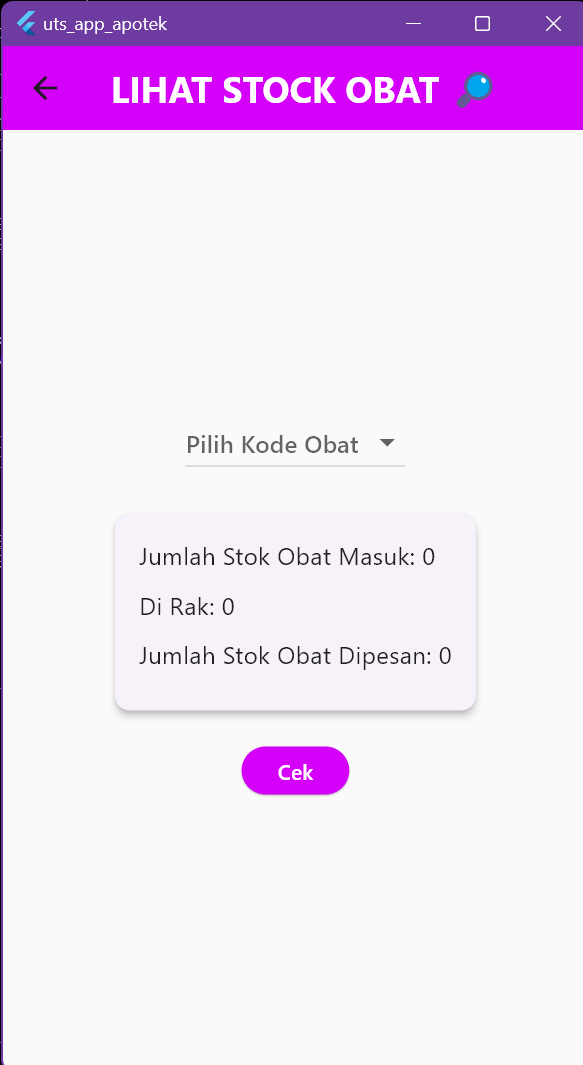 uts_app_apotek
LIHAT STOCK OBAT 🔎
Pilih Kode Obat
Jumlah Stok Obat Masuk: 0
Di Rak: 0
Jumlah Stok Obat Dipesan: 0
Cek